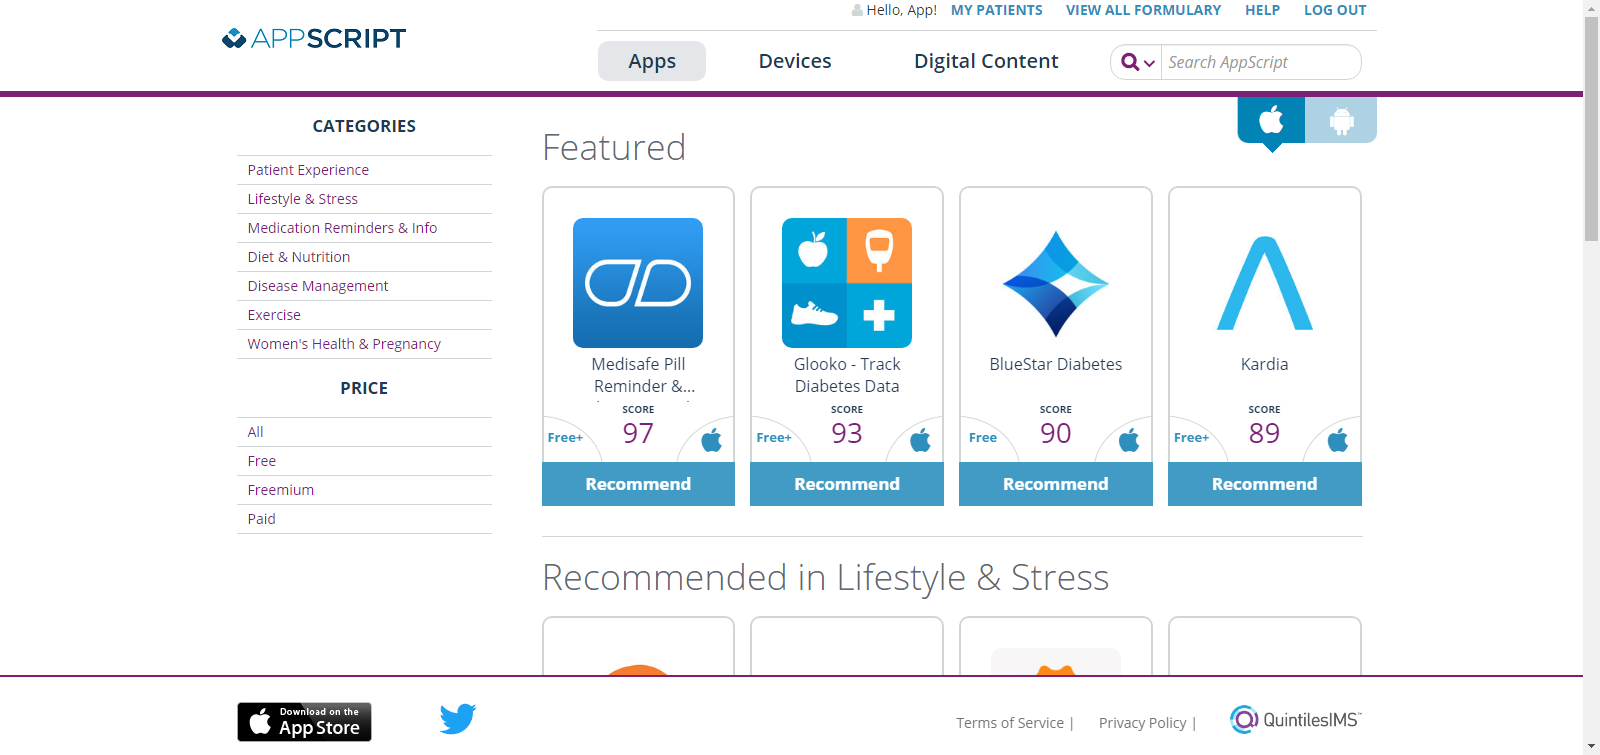 Hello, App! MY PATIENTS VIEW ALL FORMULARY HELP LOG OUT
APPSCRIPT
Apps Devices Digital Content Search AppScript
CATEGORIES
Patient Experience
Lifestyle & Stress
Medication Reminders & Info
Diet & Nutrition
Disease Management
Exercise
Women's Health & Pregnancy
PRICE
All
Free
Freemium
Paid
Featured
Medisafe Pill
Reminder &...
SCORE
Free+ 97
Recommend
Glooko - Track
Diabetes Data
SCORE
Free+ 93
Recommend
BlueStar Diabetes
SCORE
Free 90
Recommend
Kardia
SCORE
Free+ 89
Recommend
Recommended in Lifestyle & Stress
Download on the
App Store
Terms of Service | Privacy Policy |
QuintilesIMS™